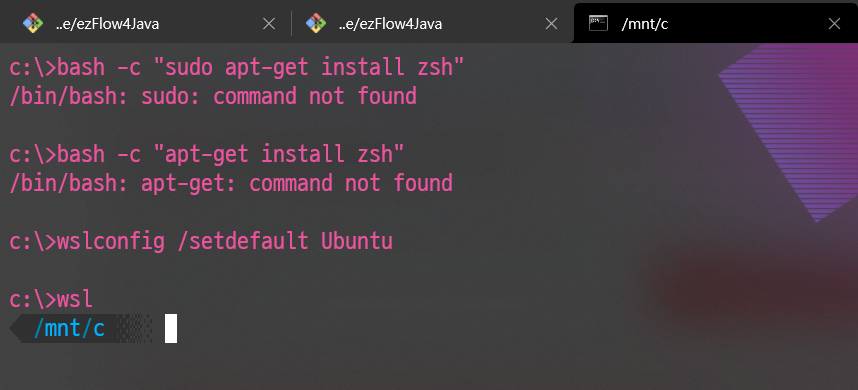 ..e/ezFlow4Java
..e/ezFlow4Java
/mnt/c
c:\>bash -c "sudo apt-get install zsh"
/bin/bash: sudo: command not found
c:\>bash -c "apt-get install zsh"
/bin/bash: apt-get: command not found
c:\>wslconfig /setdefault Ubuntu
c:\>wsl
/mnt/c